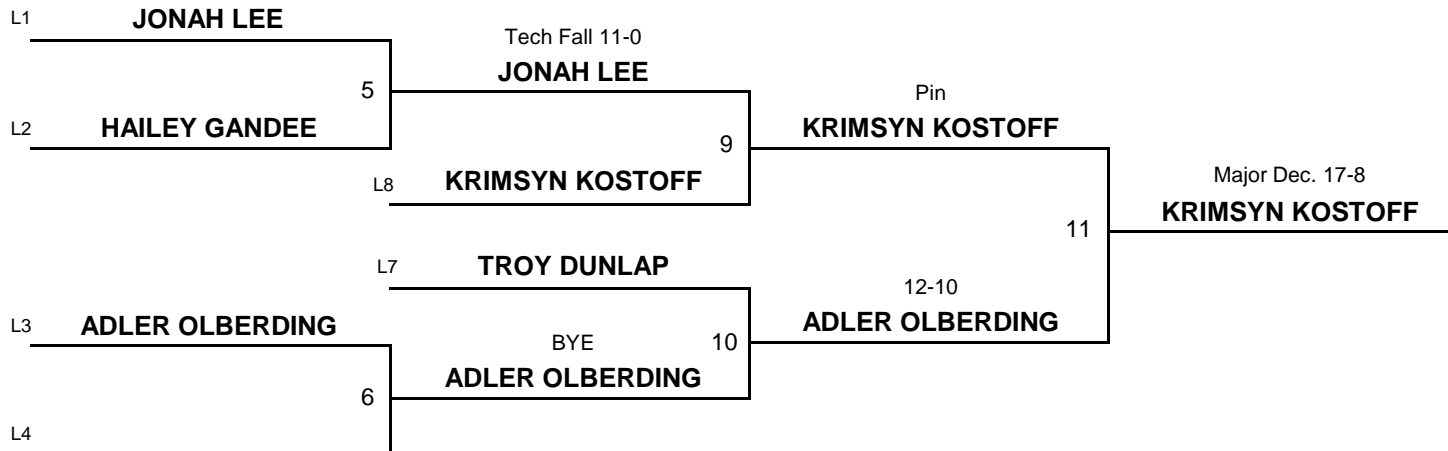 L1 JONAH LEE
Tech Fall 11-0
JONAH LEE
5
Pin
L2 HAILEY GANDEE
KRIMSYN KOSTOFF
9
L8 KRIMSYN KOSTOFF
Major Dec. 17-8
KRIMSYN KOSTOFF
11
L7 TROY DUNLAP
12-10
L3 ADLER OLBERDING
ADLER OLBERDING
BYE
10
ADLER OLBERDING
6
L4